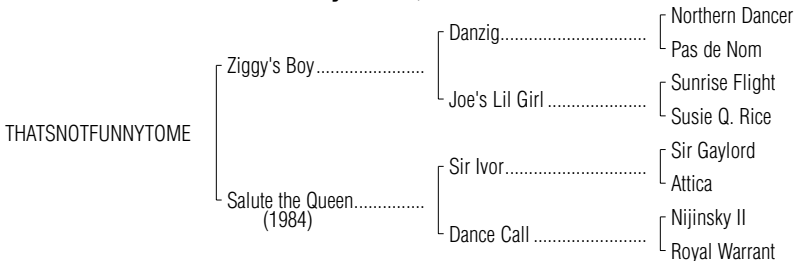 Northern Dancer
Danzig..............................
Pas de Nom
Ziggy's Boy.......................
Sunrise Flight
Joe's Lil Girl.....................
Susie Q. Rice
THATSNOTFUNNYTOME
Sir Gaylord
Sir Ivor..............................
Attica
Salute the Queen...............
(1984)
Nijinsky II
Dance Call........................
Royal Warrant